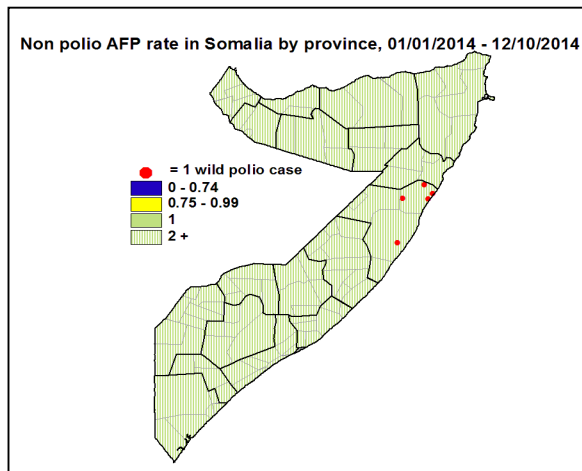 Non polio AFP rate in Somalia by province, 01/01/2014 - 12/10/2014
= 1 wild polio case
0 - 0.74
0.75 - 0.99
1
2 +